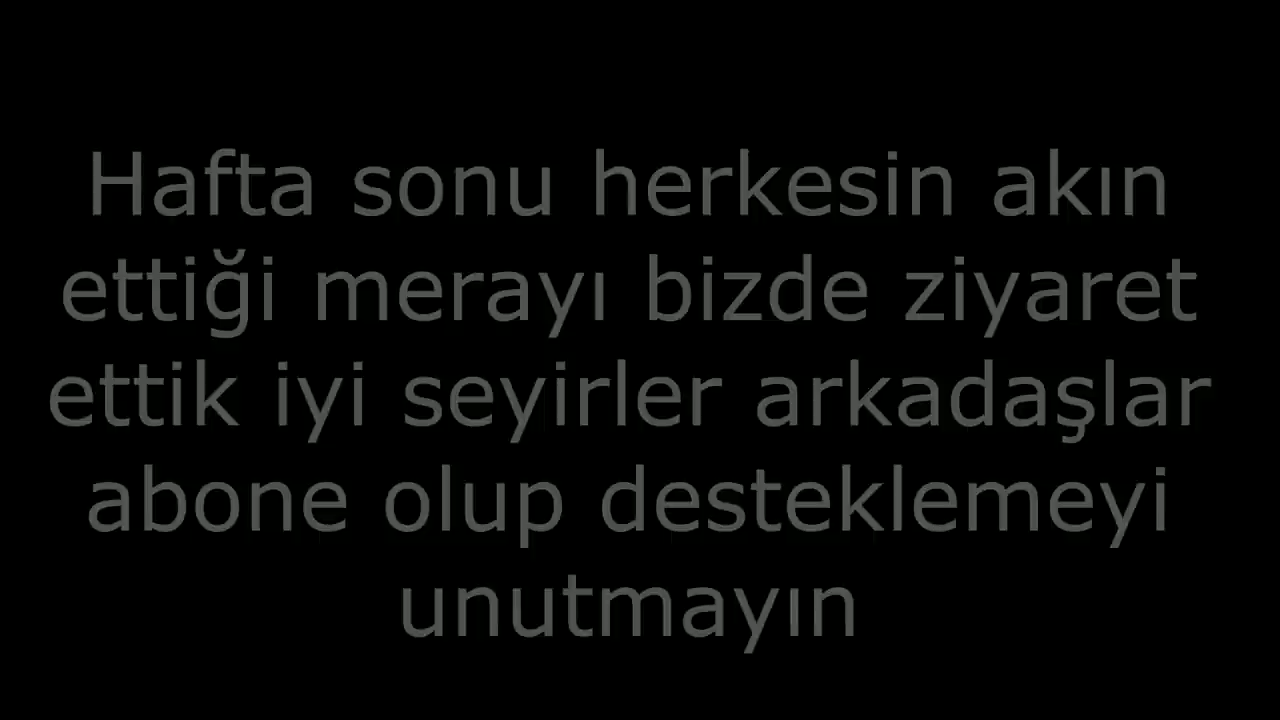 Hafta sonu herkesin akın
ettiği merayı bizde ziyaret
ettik iyi seyirler arkadaşlar
abone olup desteklemeyi
unutmayın